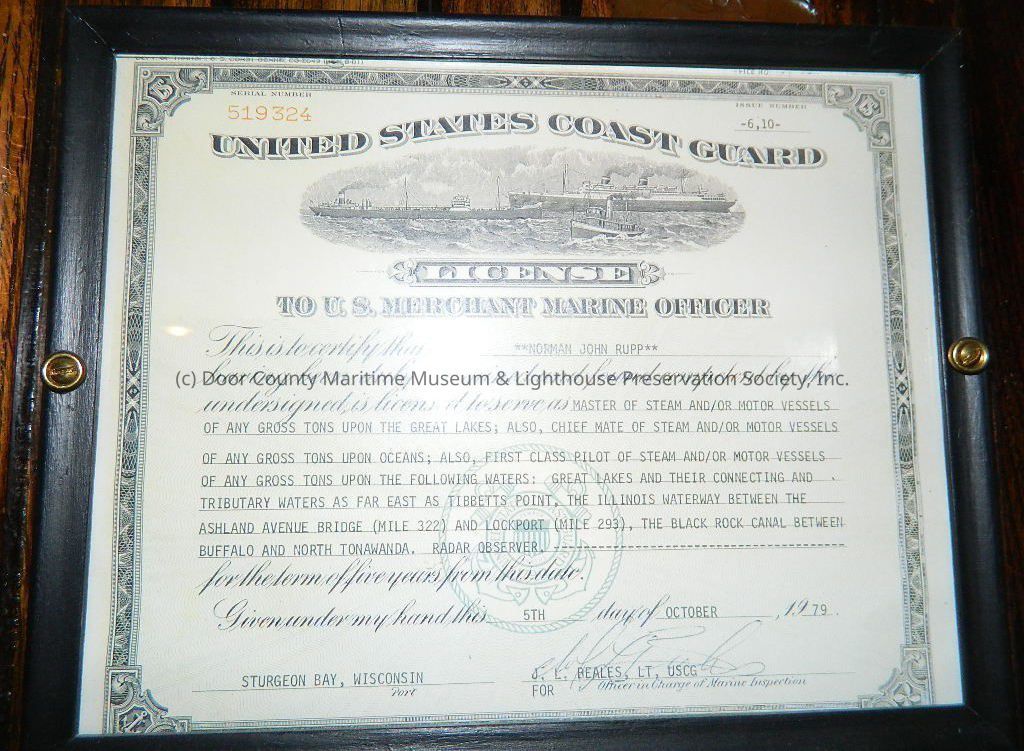 SERIAL NUMBER
519324
ISSUE NUMBER
-6,10-
UNITED STATES COAST GUARD
LICENSE
TO U. S. MERCHANT MARINE OFFICER
This is to certify that **NORMAN JOHN RUPP**
(c) Door County Maritime Museum & Lighthouse Preservation Society, Inc.
undersigned, is licensed to serve as MASTER OF STEAM AND/OR MOTOR VESSELS
OF ANY GROSS TONS UPON THE GREAT LAKES; ALSO, CHIEF MATE OF STEAM AND/OR MOTOR VESSELS
OF ANY GROSS TONS UPON OCEANS; ALSO, FIRST CLASS PILOT OF STEAM AND/OR MOTOR VESSELS
OF ANY GROSS TONS UPON THE FOLLOWING WATERS: GREAT LAKES AND THEIR CONNECTING AND
TRIBUTARY WATERS AS FAR EAST AS TIBBETTS POINT, THE ILLINOIS WATERWAY BETWEEN THE
ASHLAND AVENUE BRIDGE (MILE 322) AND LOCKPORT (MILE 293), THE BLACK ROCK CANAL BETWEEN
BUFFALO AND NORTH TONAWANDA. RADAR OBSERVER.
for the term of five years from this date.
Given under my hand this 5TH day of OCTOBER, 1979.
STURGEON BAY, WISCONSIN
Port
J. L. BEALES, LT, USCG
FOR Officer in Charge of Marine Inspection